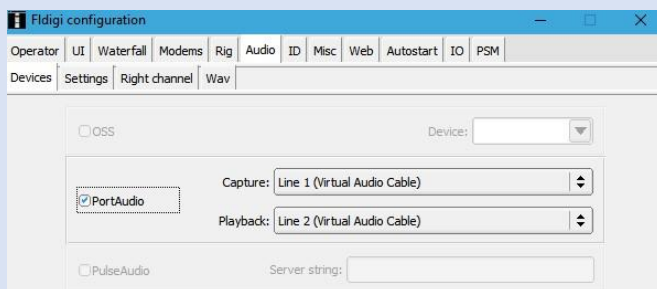 Fldigi configuration
Operator UI Waterfall Modems Rig Audio ID Misc Web Autostart IO PSM
Devices Settings Right channel Wav
OSS Device:
Capture: Line 1 (Virtual Audio Cable)
PortAudio
Playback: Line 2 (Virtual Audio Cable)
PulseAudio Server string: